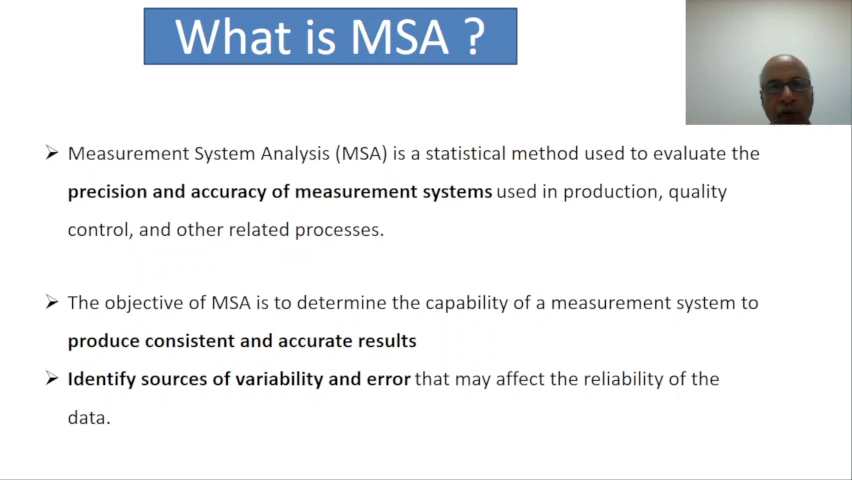 What is MSA ?
Measurement System Analysis (MSA) is a statistical method used to evaluate the
precision and accuracy of measurement systems used in production, quality
control, and other related processes.
The objective of MSA is to determine the capability of a measurement system to
produce consistent and accurate results
Identify sources of variability and error that may affect the reliability of the
data.